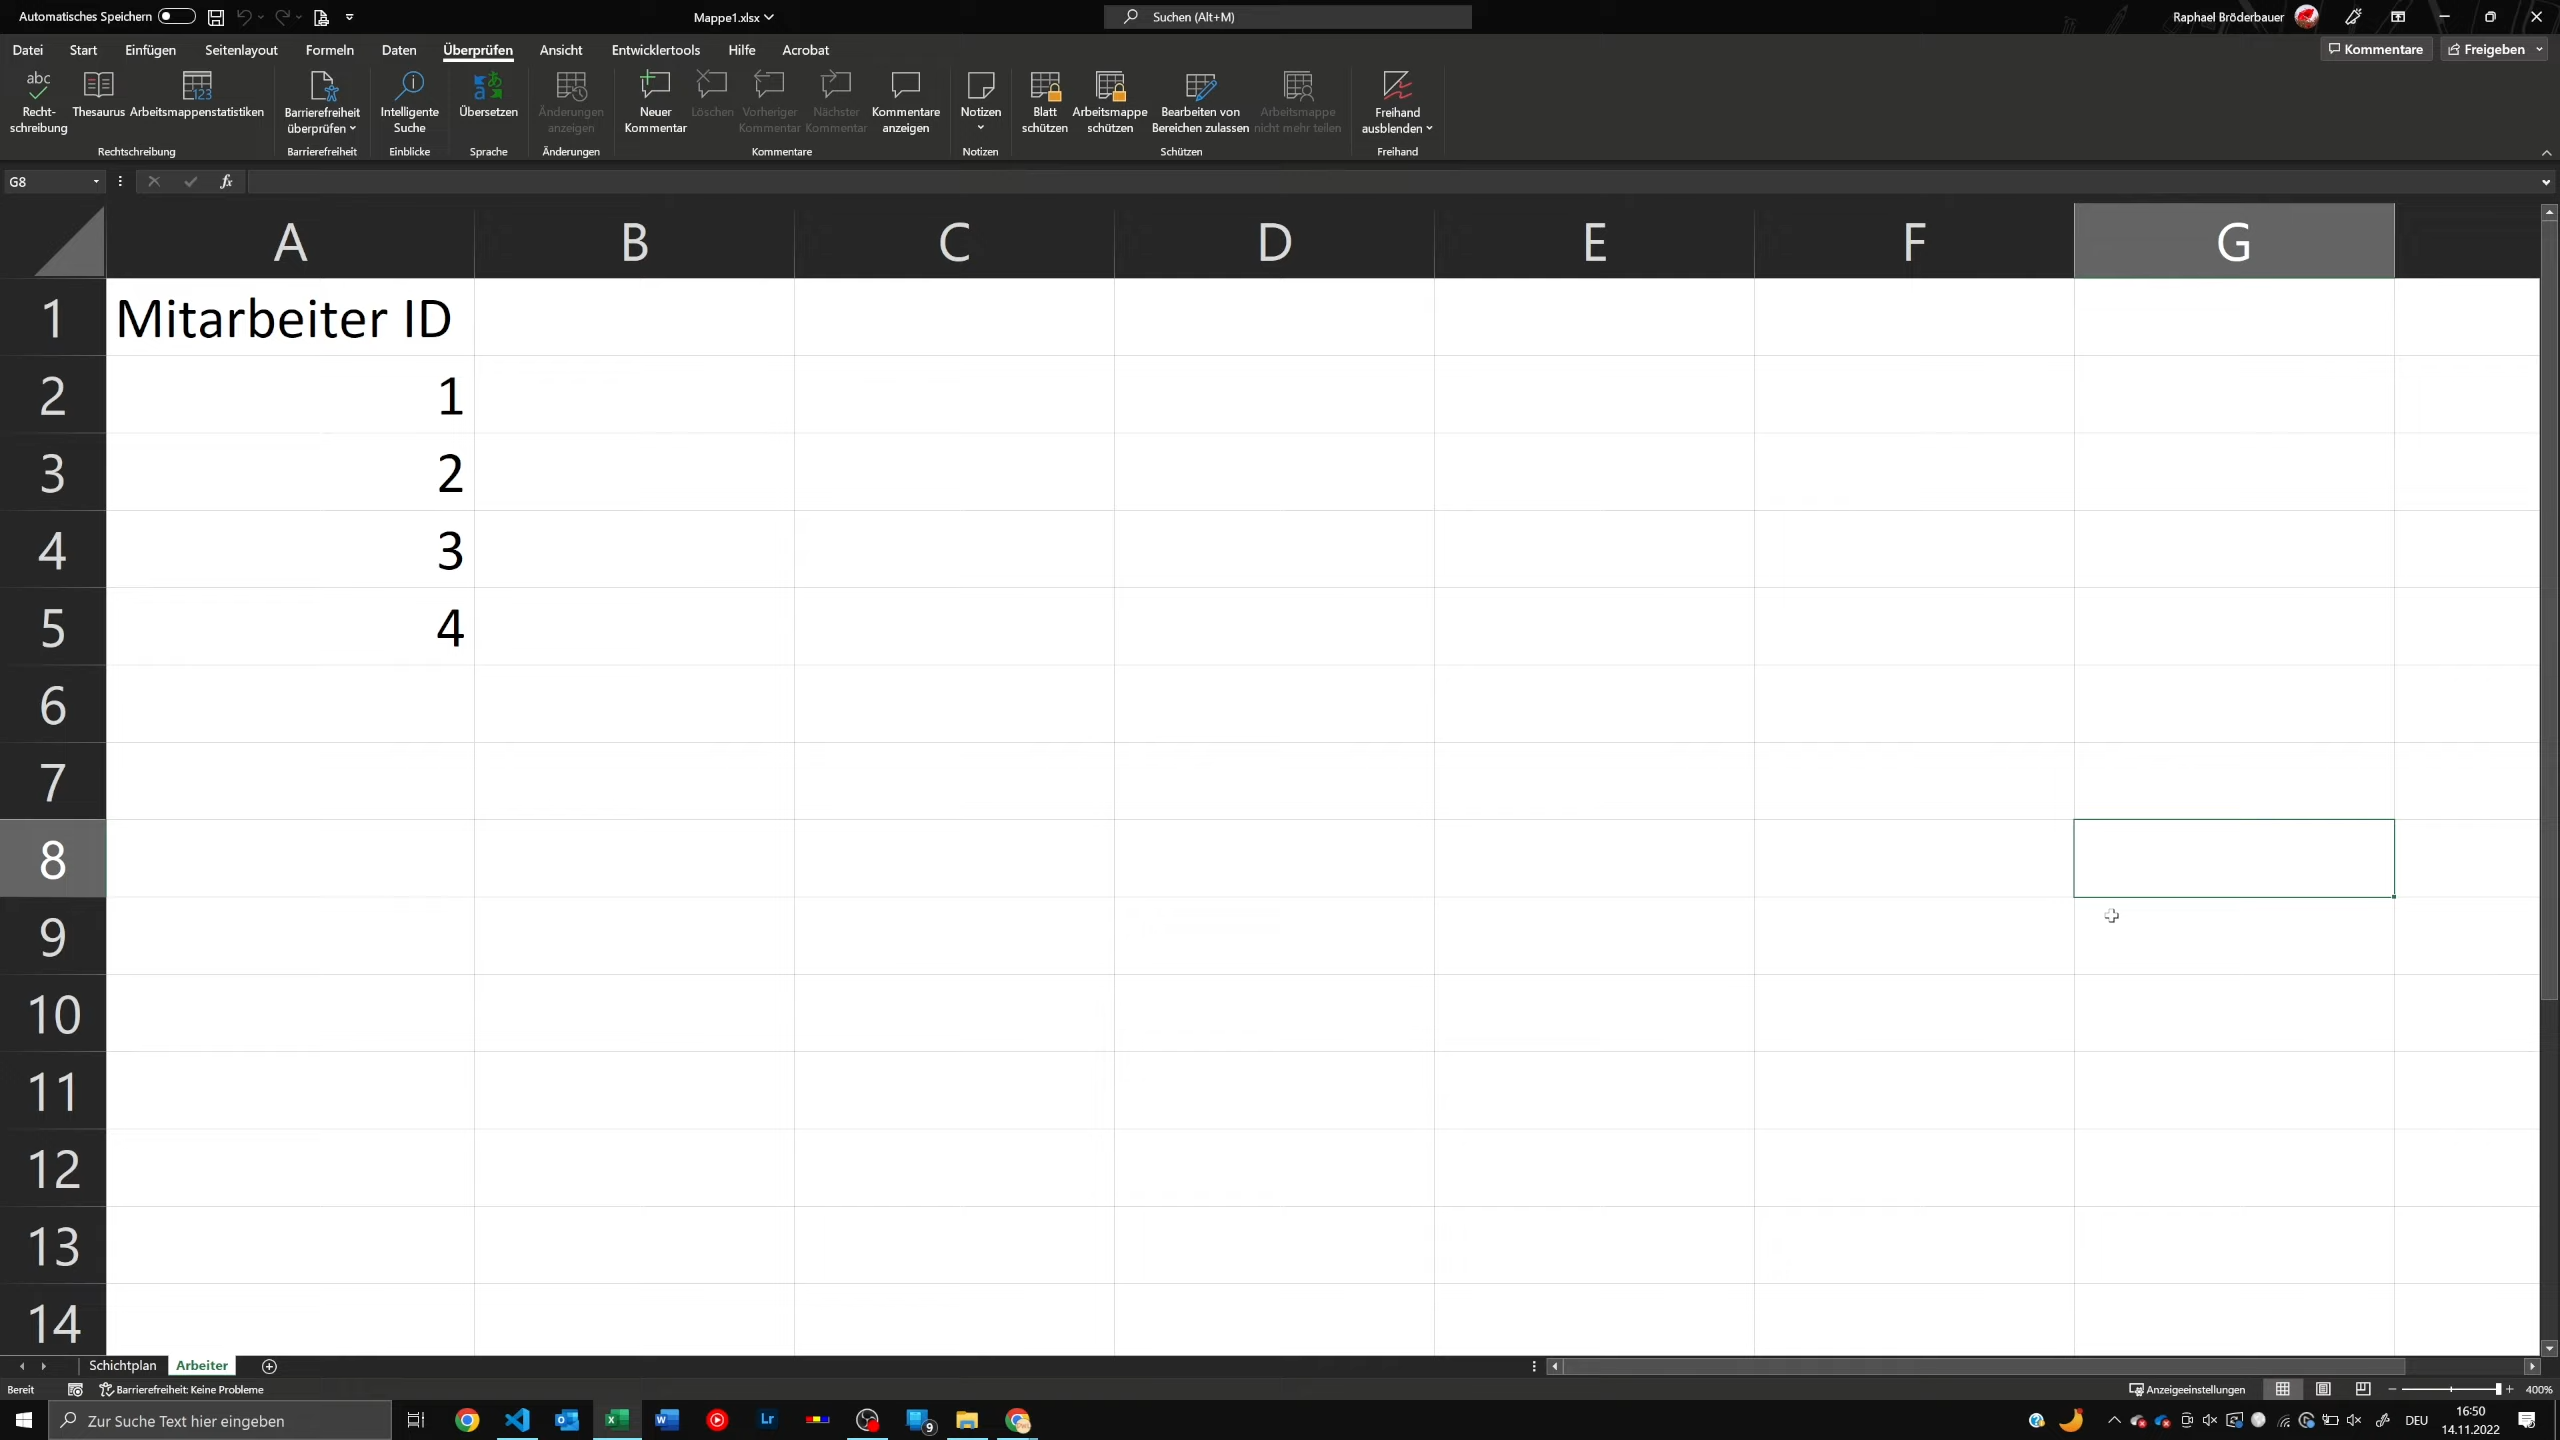 Automatisches Speichern
Mappe1.xlsx
Suchen (Alt+M)
Raphael Bröderbauer
Datei Start Einfügen Seitenlayout Formeln Daten Überprüfen Ansicht Entwicklertools Hilfe Acrobat
Kommentare Freigeben
abc
Recht-
schreibung
Thesaurus
Arbeitsmappenstatistiken
Barrierefreiheit
überprüfen
Intelligente
Suche
Übersetzen
Änderungen
anzeigen
Neuer
Kommentar
Löschen
Vorheriger
Kommentar
Nächster
Kommentar
Kommentare
anzeigen
Notizen
Blatt
schützen
Arbeitsmappe
schützen
Bearbeiten von
Bereichen zulassen
Arbeitsmappe
nicht mehr teilen
Freihand
ausblenden
Rechtschreibung Barrierefreiheit Einblicke Sprache Änderungen Kommentare Notizen Schützen Freihand
G8
fx
A B C D E F G
1 Mitarbeiter ID
2 1
3 2
4 3
5 4
6
7
8
9
10
11
12
13
14
Schichtplan Arbeiter
Bereit
Barrierefreiheit: Keine Probleme
Anzeigeeinstellungen
400%
Zur Suche Text hier eingeben
Lr
9
DEU
16:50
14.11.2022